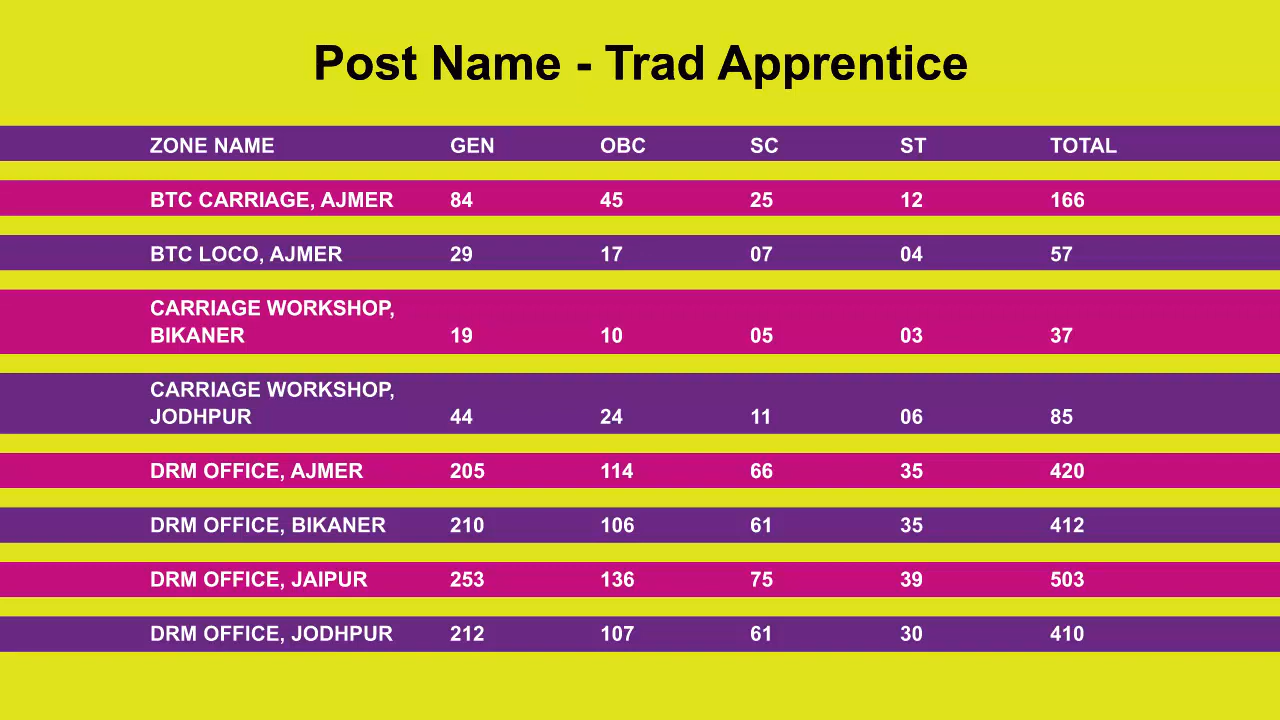 Post Name - Trad Apprentice
ZONE NAME GEN OBC SC ST TOTAL
BTC CARRIAGE, AJMER 84 45 25 12 166
BTC LOCO, AJMER 29 17 07 04 57
CARRIAGE WORKSHOP,
BIKANER 19 10 05 03 37
CARRIAGE WORKSHOP,
JODHPUR 44 24 11 06 85
DRM OFFICE, AJMER 205 114 66 35 420
DRM OFFICE, BIKANER 210 106 61 35 412
DRM OFFICE, JAIPUR 253 136 75 39 503
DRM OFFICE, JODHPUR 212 107 61 30 410